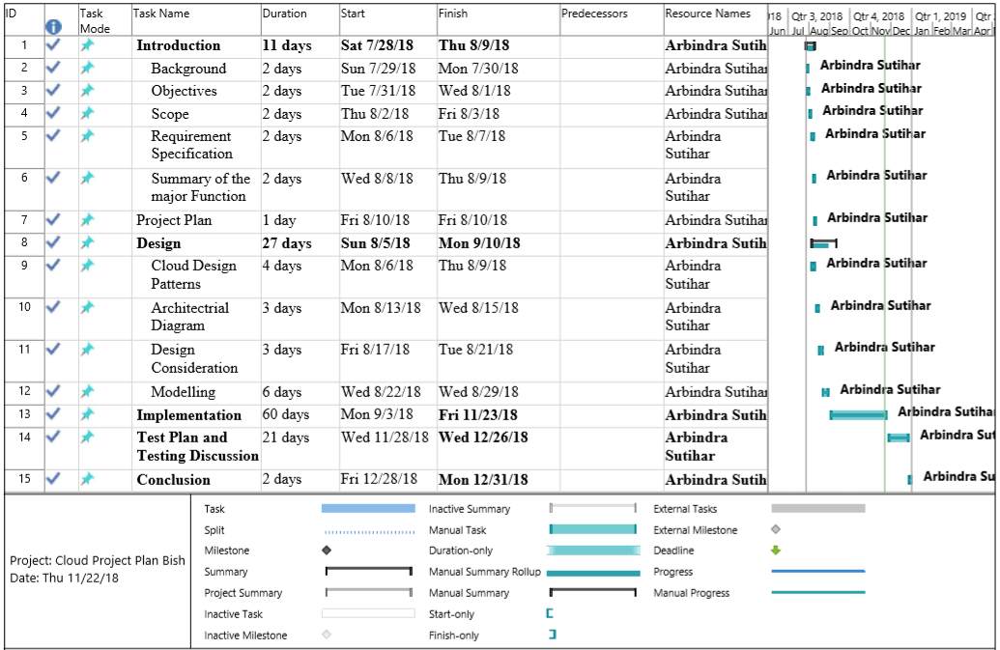 ID Task Mode Task Name Duration Start Finish Predecessors Resource Names 18 Qtr 3, 2018 Qtr 4, 2018 Qtr 1, 2019 Qtr
Jun Jul Aug Sep Oct Nov Dec Jan Feb Mar Apr
1 Introduction 11 days Sat 7/28/18 Thu 8/9/18 Arbindra Sutih
2 Background 2 days Sun 7/29/18 Mon 7/30/18 Arbindra Sutihar Arbindra Sutihar
3 Objectives 2 days Tue 7/31/18 Wed 8/1/18 Arbindra Sutihar Arbindra Sutihar
4 Scope 2 days Thu 8/2/18 Fri 8/3/18 Arbindra Sutihar Arbindra Sutihar
5 Requirement Mon 8/6/18 Tue 8/7/18 2 days Arbindra Arbindra Sutihar
Specification Sutihar
6 Summary of the 2 days Wed 8/8/18 Thu 8/9/18 Arbindra Arbindra Sutihar
major Function Sutihar
7 Project Plan 1 day Fri 8/10/18 Fri 8/10/18 Arbindra Sutihar Arbindra Sutihar
8 Design 27 days Sun 8/5/18 Mon 9/10/18 Arbindra Sutih
9 Cloud Design 4 days Mon 8/6/18 Thu 8/9/18 Arbindra Arbindra Sutihar
Patterns Sutihar
10 Architectrial 3 days Mon 8/13/18 Wed 8/15/18 Arbindra Arbindra Sutihar
Diagram Sutihar
11 Design 3 days Fri 8/17/18 Tue 8/21/18 Arbindra Arbindra Sutihar
Consideration Sutihar
12 Modelling 6 days Wed 8/22/18 Wed 8/29/18 Arbindra Sutihar Arbindra Sutihar
13 Implementation 60 days Mon 9/3/18 Fri 11/23/18 Arbindra Sutih Arbindra Sutihar
14 Test Plan and 21 days Wed 11/28/18 Wed 12/26/18 Arbindra Arbindra Sut
Testing Discussion Sutihar
15 Conclusion 2 days Fri 12/28/18 Mon 12/31/18 Arbindra Sutih Arbindra Su
Project: Cloud Project Plan Bish
Date: Thu 11/22/18
Task Inactive Summary External Tasks
Split Manual Task External Milestone
Milestone Duration-only Deadline
Summary Manual Summary Rollup Progress
Project Summary Manual Summary Manual Progress
Inactive Task Start-only
Inactive Milestone Finish-only